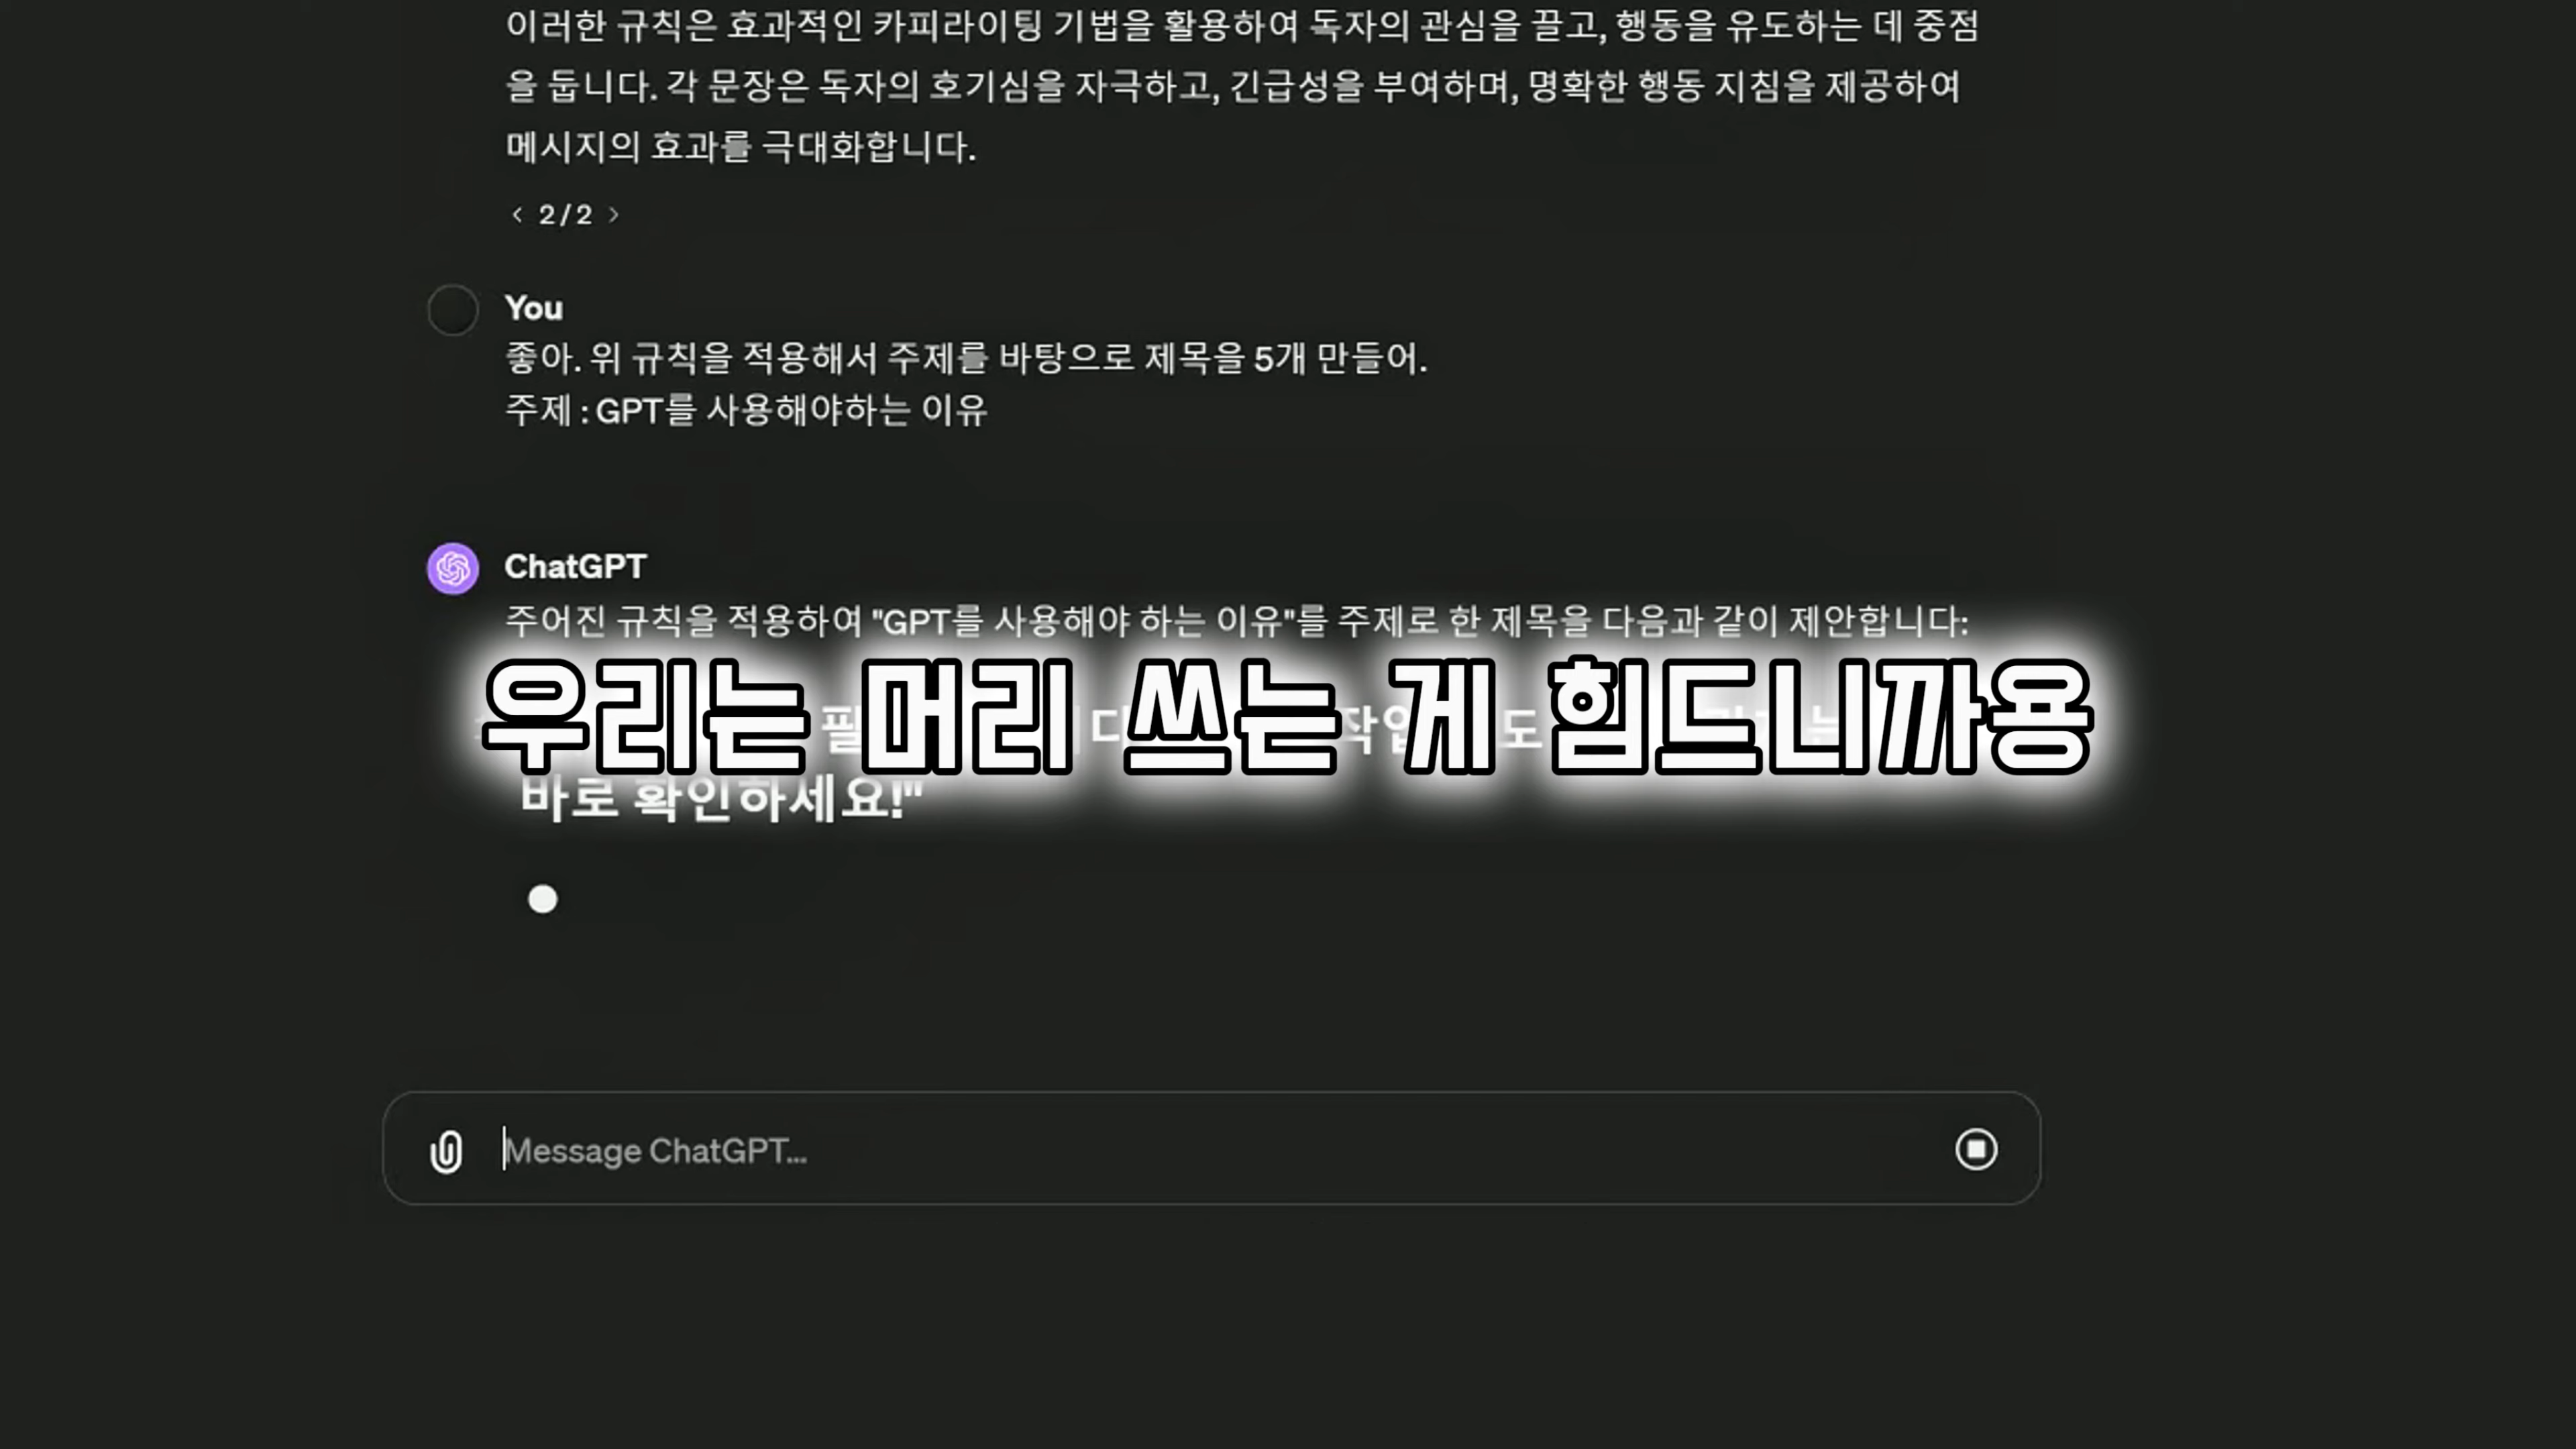 이러한 규칙은 효과적인 카피라이팅 기법을 활용하여 독자의 관심을 끌고, 행동을 유도하는 데 중점
을 둡니다. 각 문장은 독자의 호기심을 자극하고, 긴급성을 부여하며, 명확한 행동 지침을 제공하여
메시지의 효과를 극대화합니다.
2/2
You
좋아. 위 규칙을 적용해서 주제를 바탕으로 제목을 5개 만들어.
주제 : GPT를 사용해야하는 이유
ChatGPT
주어진 규칙을 적용하여 "GPT를 사용해야 하는 이유"를 주제로 한 제목을 다음과 같이 제안합니다:
우리는 머리 쓰는 게 힘드니까용
바로 확인하세요!"
Message ChatGPT...